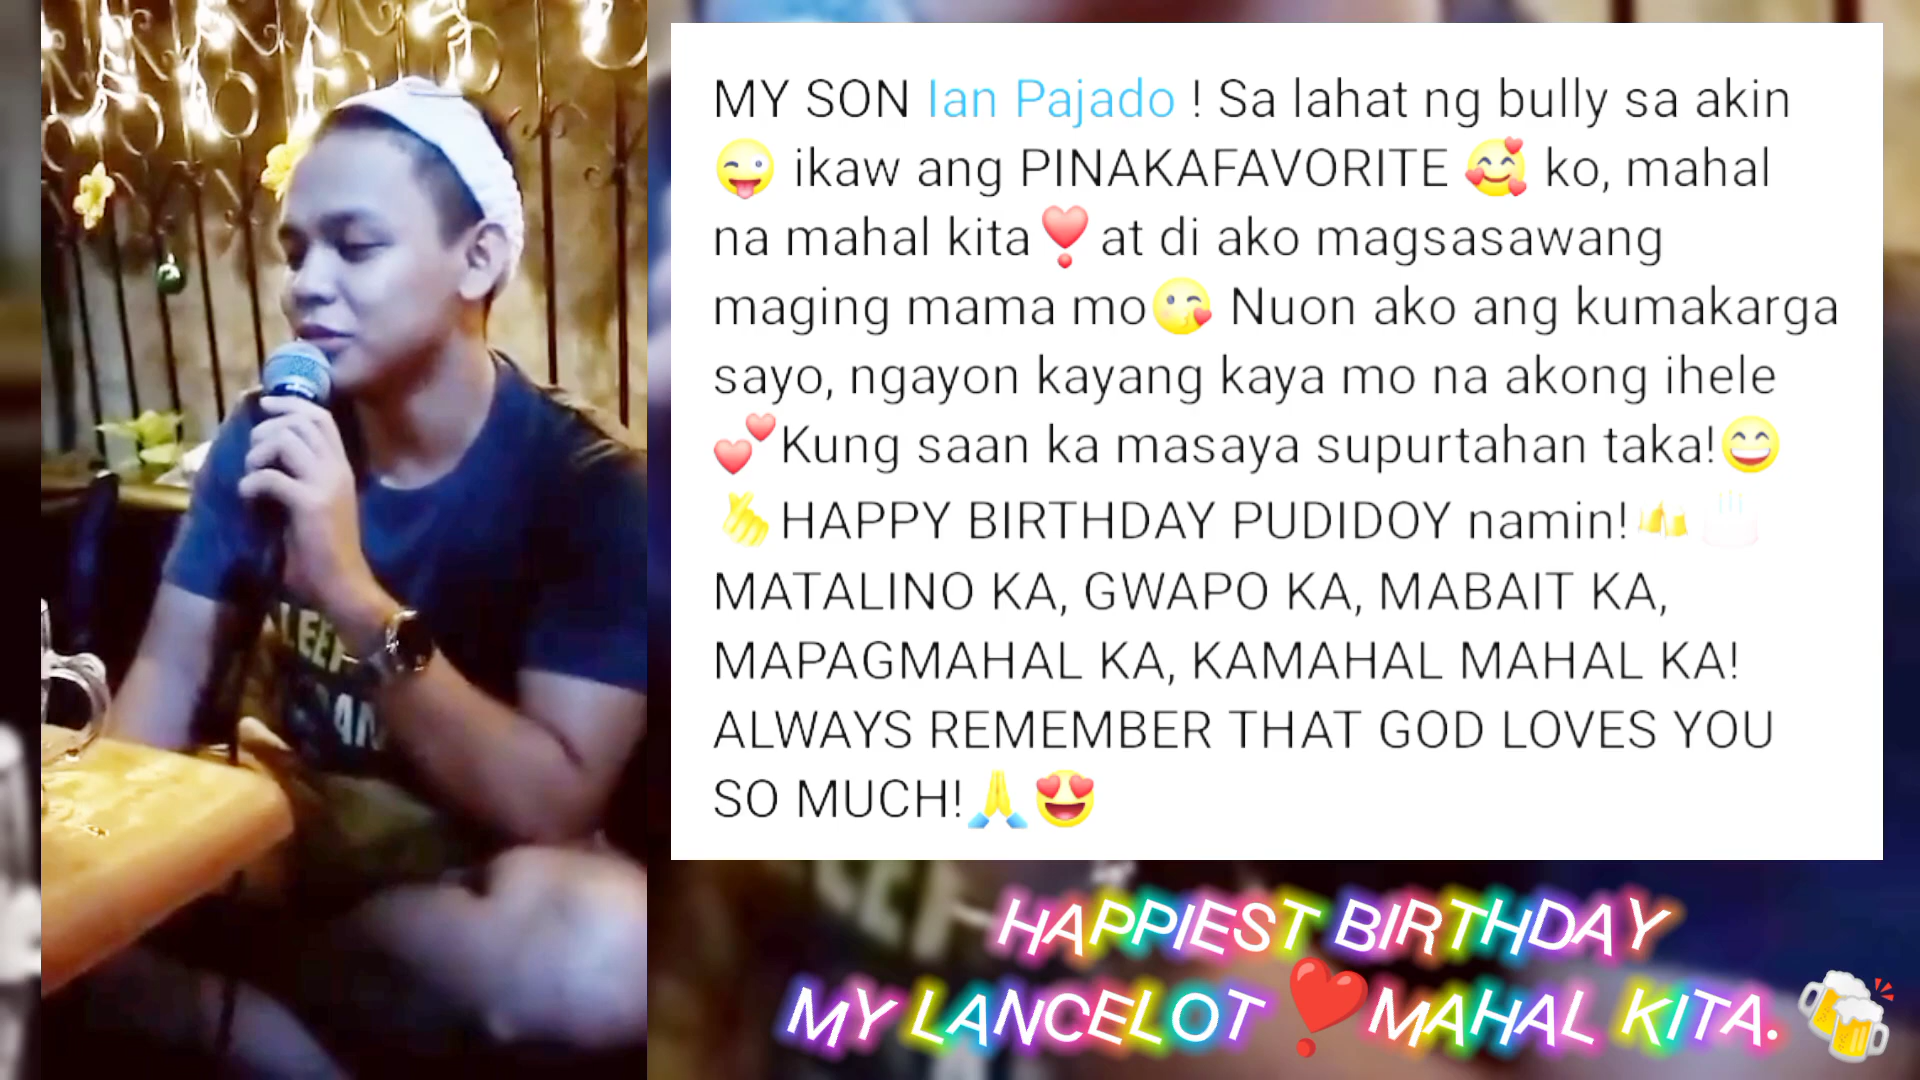 MY SON Ian Pajado ! Sa lahat ng bully sa akin
😜 ikaw ang PINAKAFAVORITE 🥰 ko, mahal
na mahal kita❣️at di ako magsasawang
maging mama mo😘 Nuon ako ang kumakarga
sayo, ngayon kayang kaya mo na akong ihele
💕Kung saan ka masaya supurtahan taka!😄
🫰HAPPY BIRTHDAY PUDIDOY namin!🍻🎂
MATALINO KA, GWAPO KA, MABAIT KA,
MAPAGMAHAL KA, KAMAHAL MAHAL KA!
ALWAYS REMEMBER THAT GOD LOVES YOU
SO MUCH!🙏😍
HAPPIEST BIRTHDAY
MY LANCELOT ❣️MAHAL KITA. 🍻